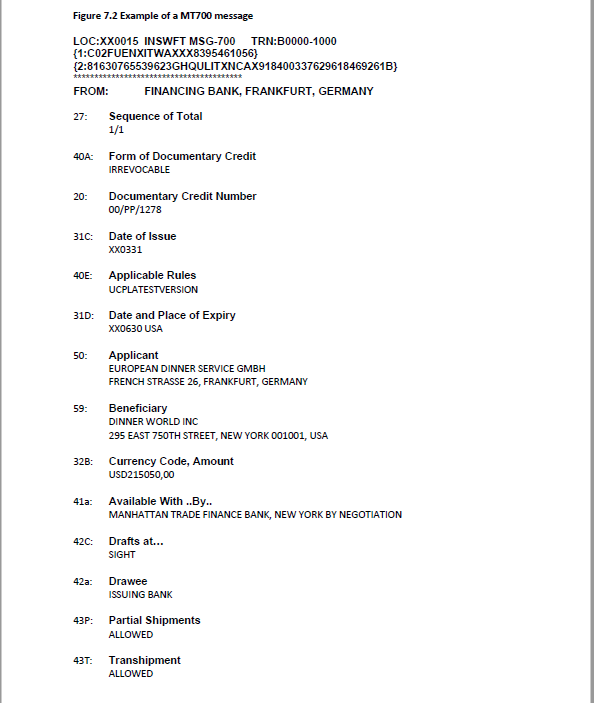 Figure 7.2 Example of a MT700 message
LOC:XX0015 INSWFT MSG-700 TRN:B0000-1000
{1:C02FUENXITWAXXX8395461056}
{2:81630765539623GHQULITXNCAX918400337629618469261B}
****************************************
FROM: FINANCING BANK, FRANKFURT, GERMANY
27: Sequence of Total
1/1
40A: Form of Documentary Credit
IRREVOCABLE
20: Documentary Credit Number
00/PP/1278
31C: Date of Issue
XX0331
40E: Applicable Rules
UCPLATESTVERSION
31D: Date and Place of Expiry
XX0630 USA
50: Applicant
EUROPEAN DINNER SERVICE GMBH
FRENCH STRASSE 26, FRANKFURT, GERMANY
59: Beneficiary
DINNER WORLD INC
295 EAST 750TH STREET, NEW YORK 001001, USA
32B: Currency Code, Amount
USD215050,00
41a: Available With ..By..
MANHATTAN TRADE FINANCE BANK, NEW YORK BY NEGOTIATION
42C: Drafts at...
SIGHT
42a: Drawee
ISSUING BANK
43P: Partial Shipments
ALLOWED
43T: Transhipment
ALLOWED